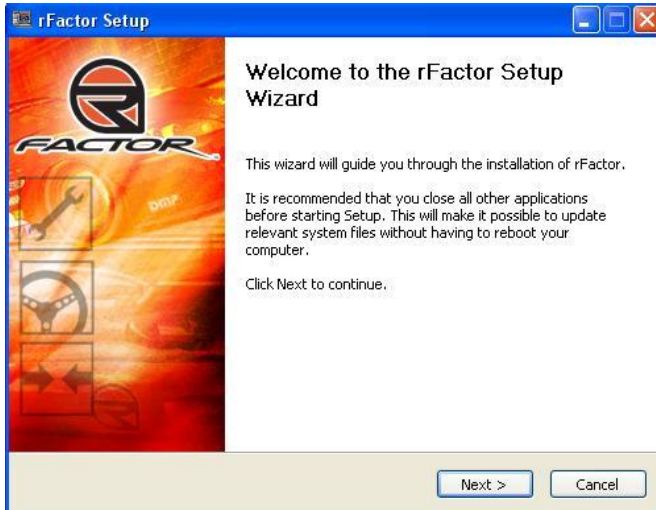 rFactor Setup
R
FACTOR
DMP
Welcome to the rFactor Setup
Wizard
This wizard will guide you through the installation of rFactor.
It is recommended that you close all other applications
before starting Setup. This will make it possible to update
relevant system files without having to reboot your
computer.
Click Next to continue.
Next >
Cancel